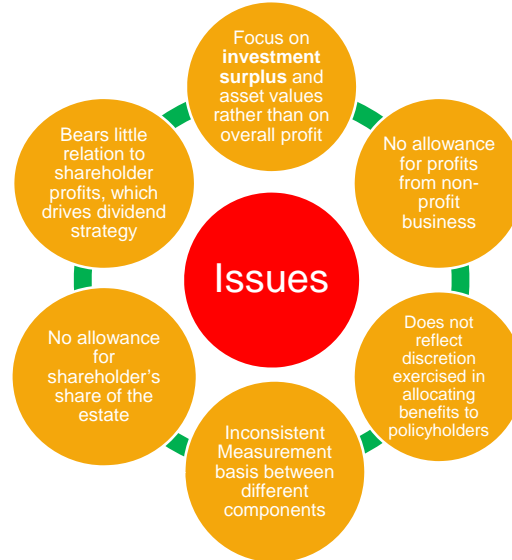 Focus on
investment
surplus and
asset values
rather than on
overall profit
No allowance
for profits
from non-
profit
business
Does not
reflect
discretion
exercised in
allocating
benefits to
policyholders
Inconsistent
Measurement
basis between
different
components
No allowance
for
shareholder's
share of the
estate
Bears little
relation to
shareholder
profits, which
drives dividend
strategy
Issues